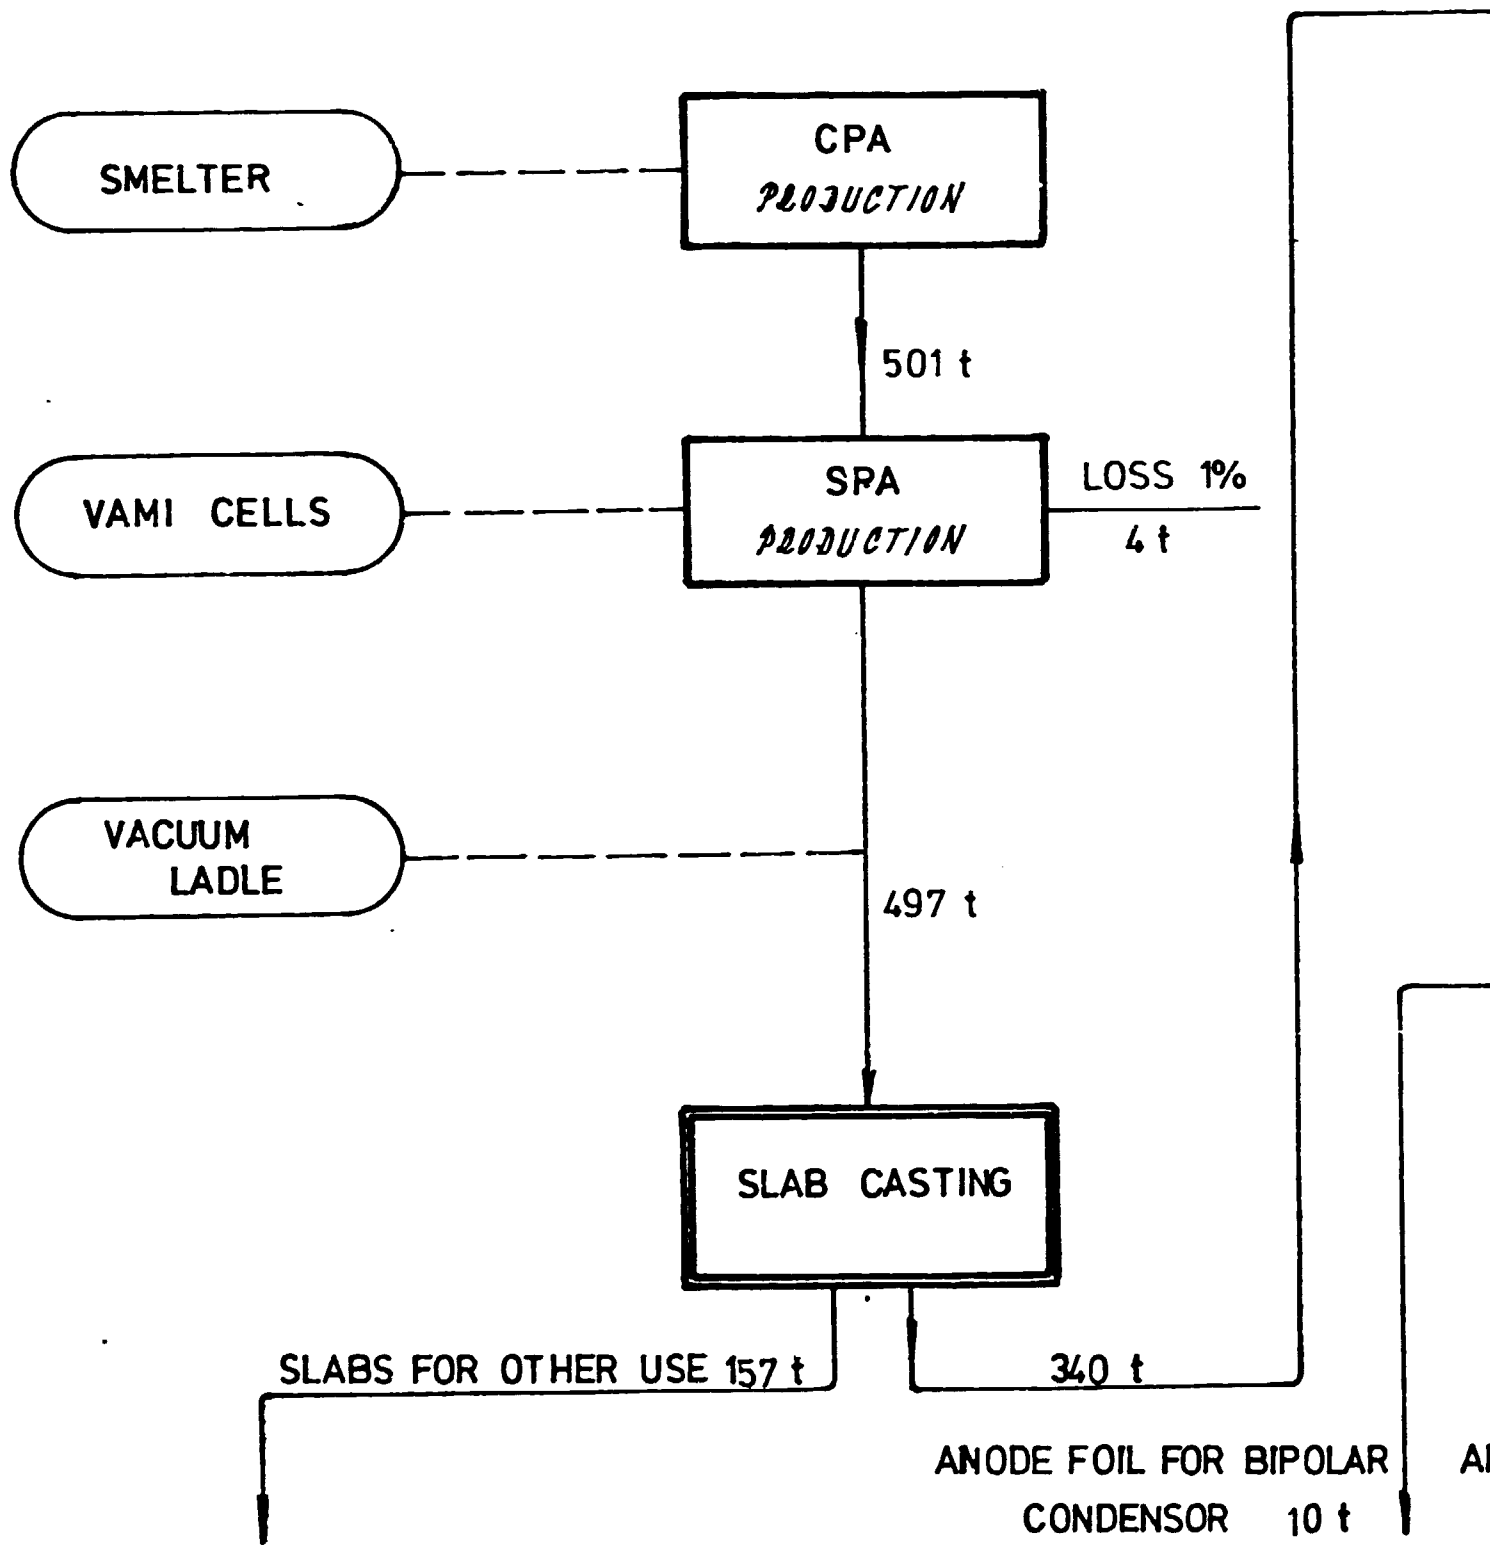 CPA
PRODUCTION
SMELTER
501 t
SPA
PRODUCTION
LOSS 1%
4 t
VAMI CELLS
VACUUM
LADLE
497 t
SLAB CASTING
SLABS FOR OTHER USE 157 t
340 t
ANODE FOIL FOR BIPOLAR
CONDENSOR 10 t